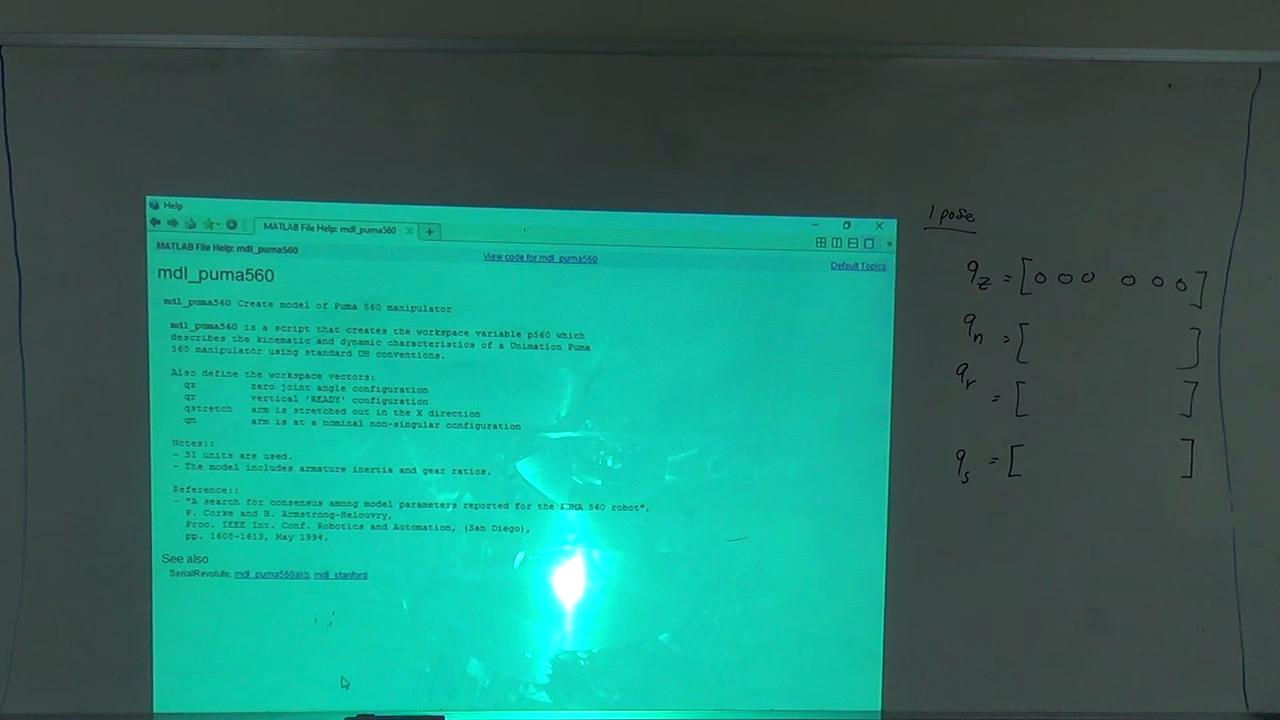 Help
MATLAB File Help: mdl_puma560
MATLAB File Help: mdl_puma560
View code for mdl_puma560
Default Topics
mdl_puma560
mdl_puma560 Create model of Puma 560 manipulator
mdl_puma560 is a script that creates the workspace variable p560 which
describes the kinematic and dynamic characteristics of a Unimation Puma
560 manipulator using standard DH conventions.
Also define the workspace vectors:
qz zero joint angle configuration
qr vertical 'READY' configuration
qstretch arm is stretched out in the X direction
qn arm is at a nominal non-singular configuration
Notes::
- SI units are used.
- The model includes armature inertia and gear ratios.
Reference::
- "A search for consensus among model parameters reported for the PUMA 560 robot",
P. Corke and B. Armstrong-Helouvry,
Proc. IEEE Int. Conf. Robotics and Automation, (San Diego),
pp. 1608-1613, May 1994.
See also
SerialRevolute, mdl_puma560akb, mdl_stanford
1 pose
qz = [0 0 0 0 0 0]
qn = [ ]
qr = [ ]
qs = [ ]